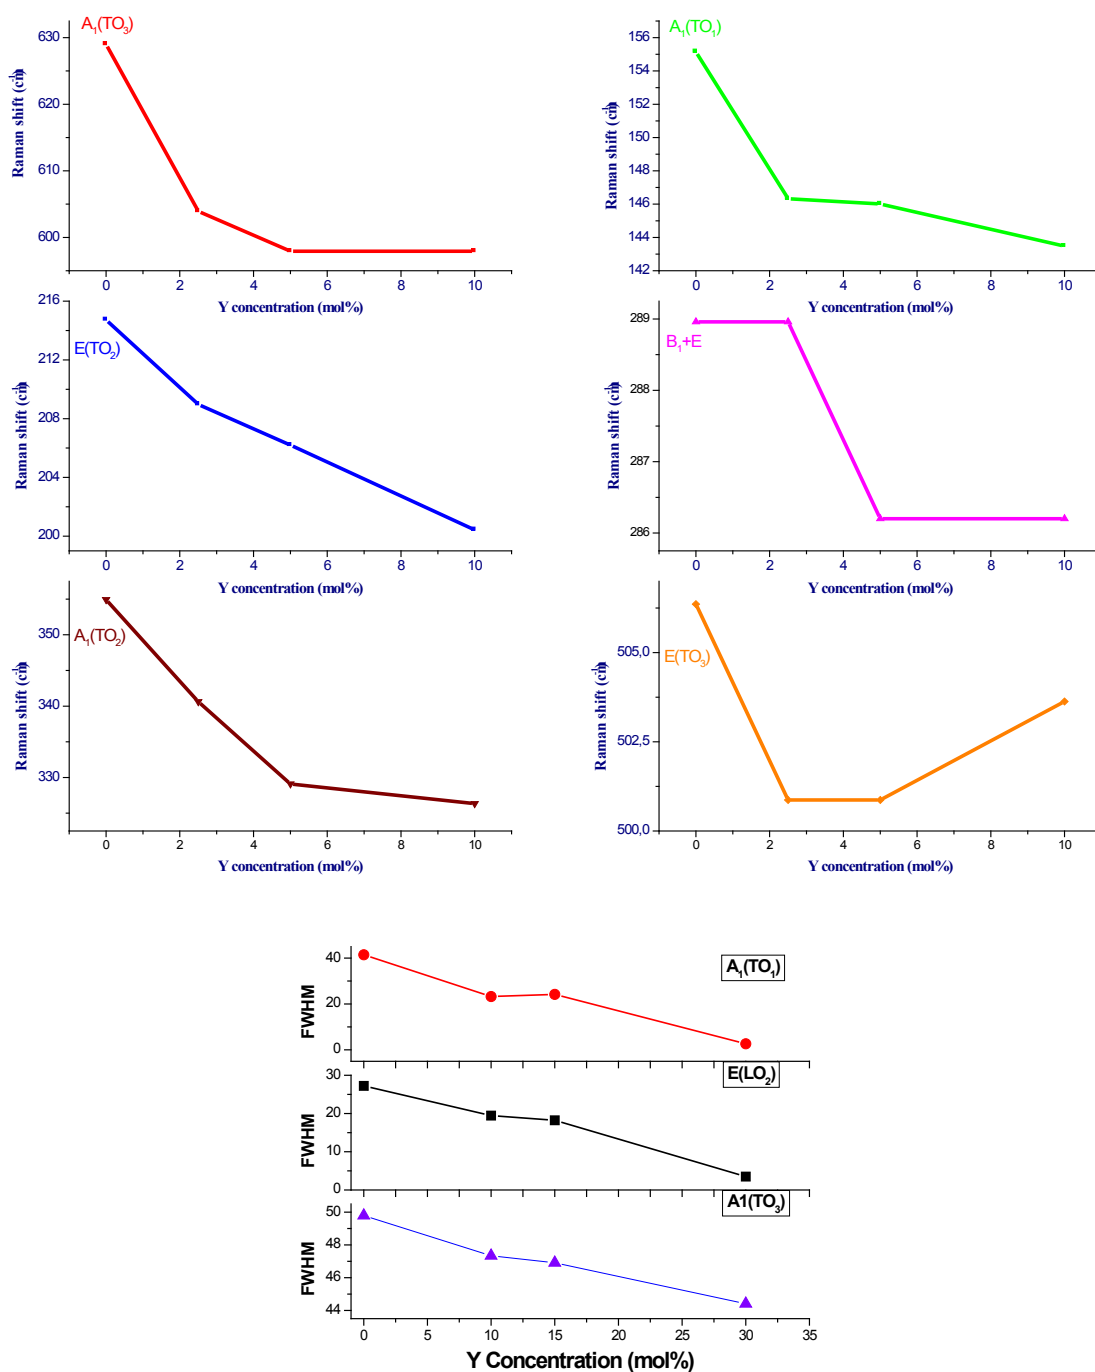 A₁(TO₃)
630
620
610
600
Raman shift (cm⁻¹)
0 2 4 6 8 10
Y concentration (mol%)
A₁(TO₁)
156
154
152
150
148
146
144
142
Raman shift (cm⁻¹)
0 2 4 6 8 10
Y concentration (mol%)
216
212
208
204
200
E(TO₂)
Raman shift (cm⁻¹)
0 2 4 6 8 10
Y concentration (mol%)
289
288
287
286
B₁+E
Raman shift (cm⁻¹)
0 2 4 6 8 10
Y concentration (mol%)
350
340
330
A₁(TO₂)
Raman shift (cm⁻¹)
0 2 4 6 8 10
Y concentration (mol%)
505,0
502,5
500,0
E(TO₃)
Raman shift (cm⁻¹)
0 2 4 6 8 10
Y concentration (mol%)
A₁(TO₁)
40
20
0
FWHM
E(LO₂)
30
20
10
0
FWHM
A1(TO₃)
50
48
46
44
FWHM
0 5 10 15 20 25 30 35
Y Concentration (mol%)